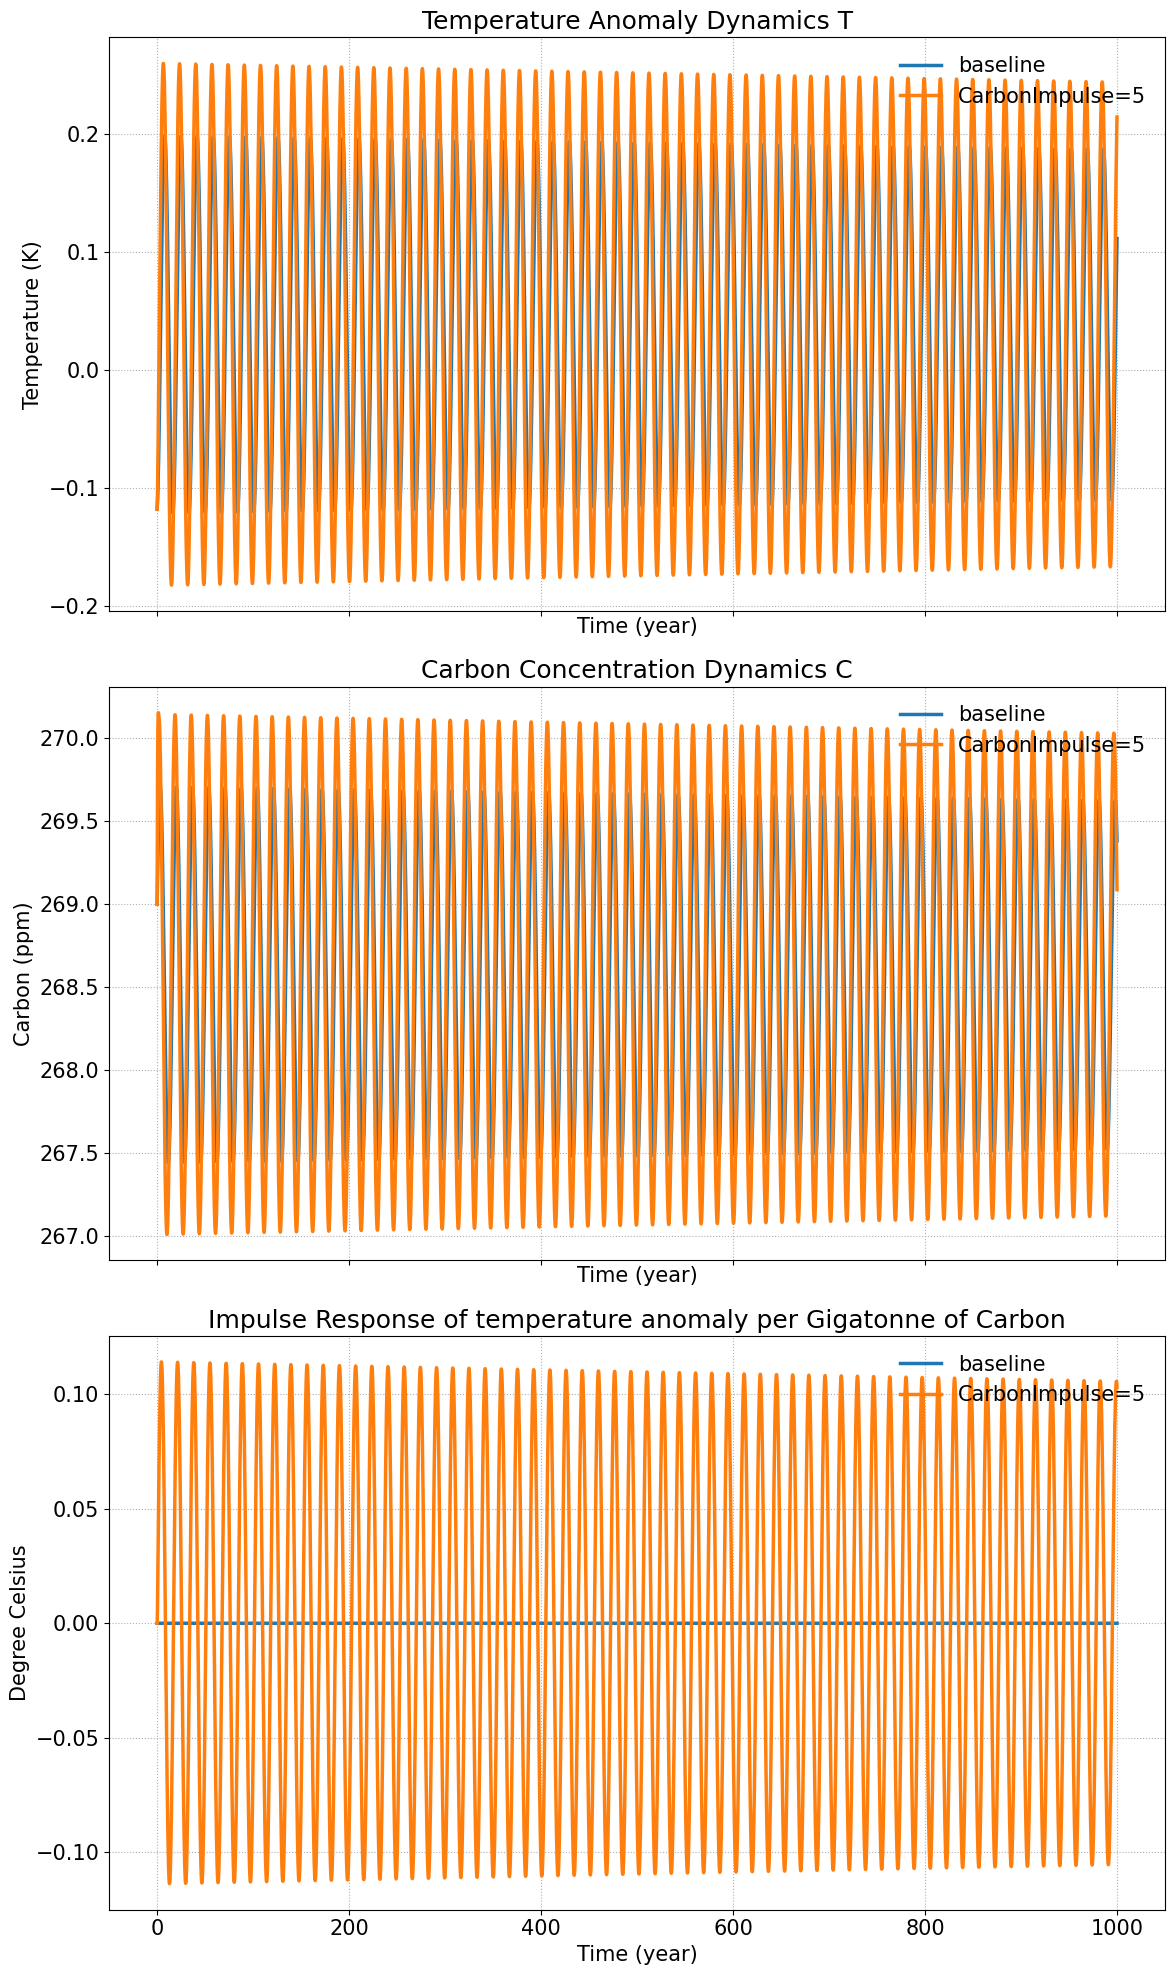 Temperature Anomaly Dynamics T
baseline
CarbonImpulse=5
Temperature (K)
0.2
0.1
0.0
−0.1
−0.2
Time (year)
Carbon Concentration Dynamics C
baseline
CarbonImpulse=5
Carbon (ppm)
270.0
269.5
269.0
268.5
268.0
267.5
267.0
Time (year)
Impulse Response of temperature anomaly per Gigatonne of Carbon
baseline
CarbonImpulse=5
Degree Celsius
0.10
0.05
0.00
−0.05
−0.10
0 200 400 600 800 1000
Time (year)